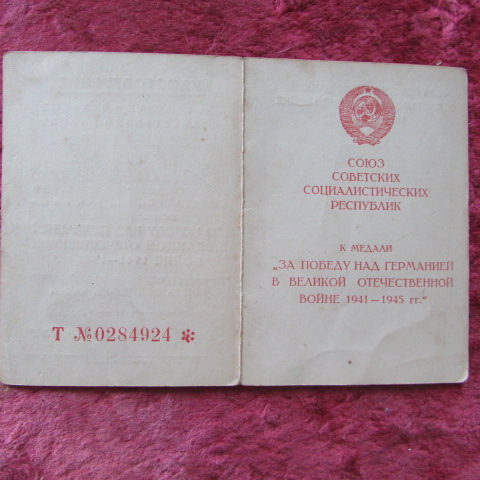 Т №0284924 *
СОЮЗ
СОВЕТСКИХ
СОЦИАЛИСТИЧЕСКИХ
РЕСПУБЛИК
К МЕДАЛИ
„ЗА ПОБЕДУ НАД ГЕРМАНИЕЙ
В ВЕЛИКОЙ ОТЕЧЕСТВЕННОЙ
ВОЙНЕ 1941—1945 гг.“